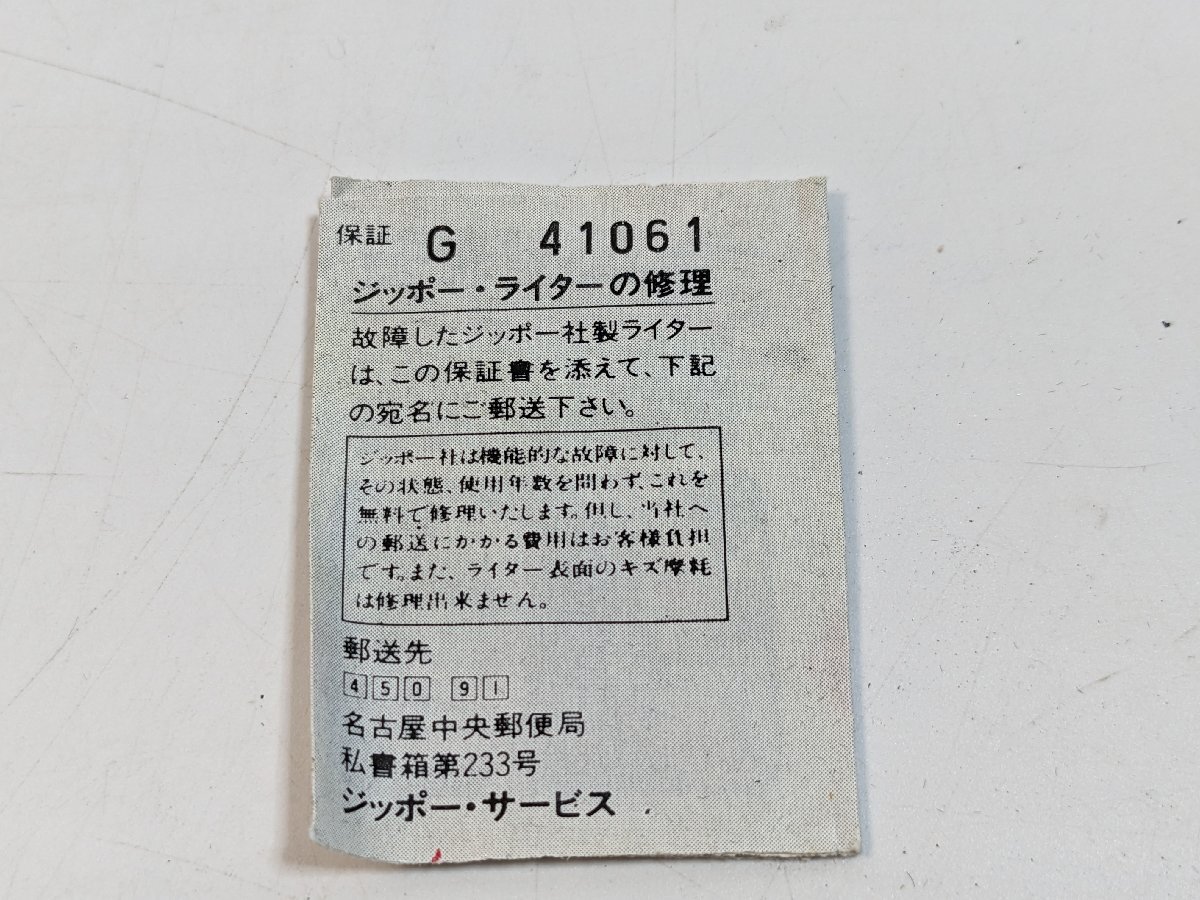 保証 G 41061
ジッポー・ライターの修理
故障したジッポー社製ライター
は、この保証書を添えて、下記
の宛名にご郵送下さい。
ジッポー社は機能的な故障に対して、
その状態、使用年数を問わず、これを
無料で修理いたします。但し、当社へ
の郵送にかかる費用はお客様負担
です。また、ライター表面のキズ摩耗
は修理出来ません。
郵送先
450 91
名古屋中央郵便局
私書箱第233号
ジッポー・サービス